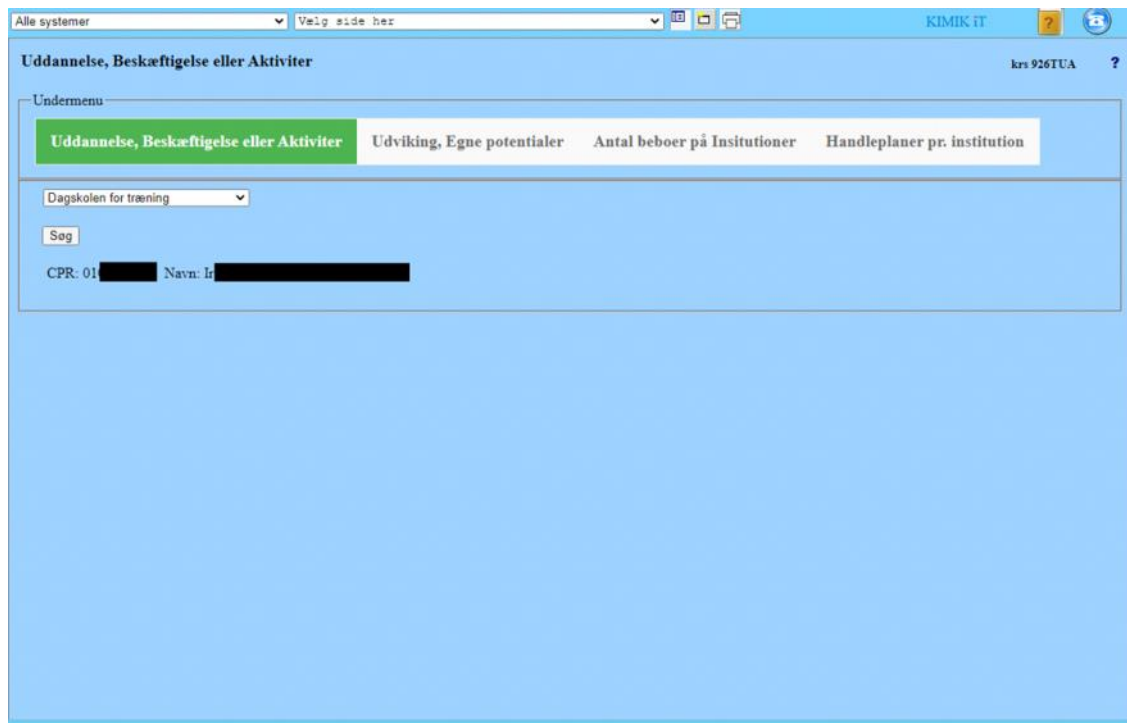 Alle systemer Vælg side her KIMIK iT ?
Uddannelse, Beskæftigelse eller Aktiviter krs 926TUA ?
Undermenu
Uddannelse, Beskæftigelse eller Aktiviter Udviking, Egne potentialer Antal beboer på Insitutioner Handleplaner pr. institution
Dagskolen for træning
Søg
CPR: 01 Navn: Ir